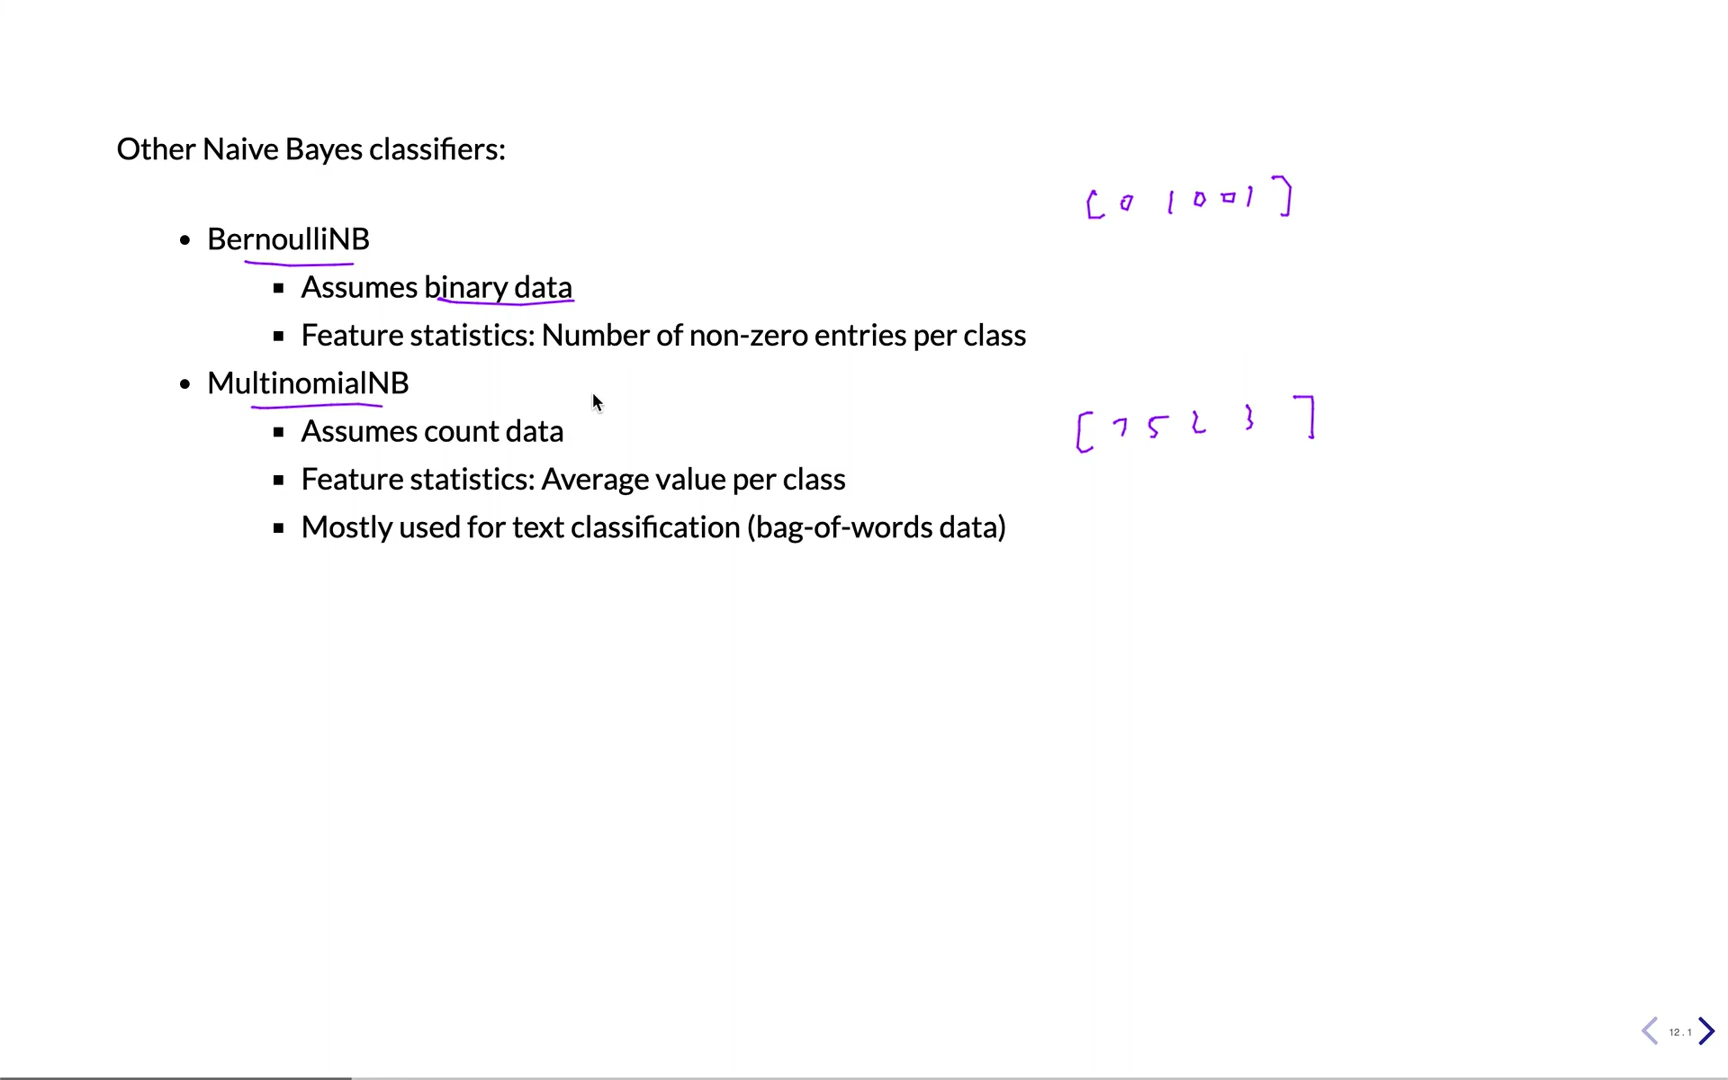 Other Naive Bayes classifiers:
[ 0 1 0 0 1 ]
• BernoulliNB
▪ Assumes binary data
▪ Feature statistics: Number of non-zero entries per class
• MultinomialNB
▪ Assumes count data
[ 7 5 2 3 ]
▪ Feature statistics: Average value per class
▪ Mostly used for text classification (bag-of-words data)
12.1